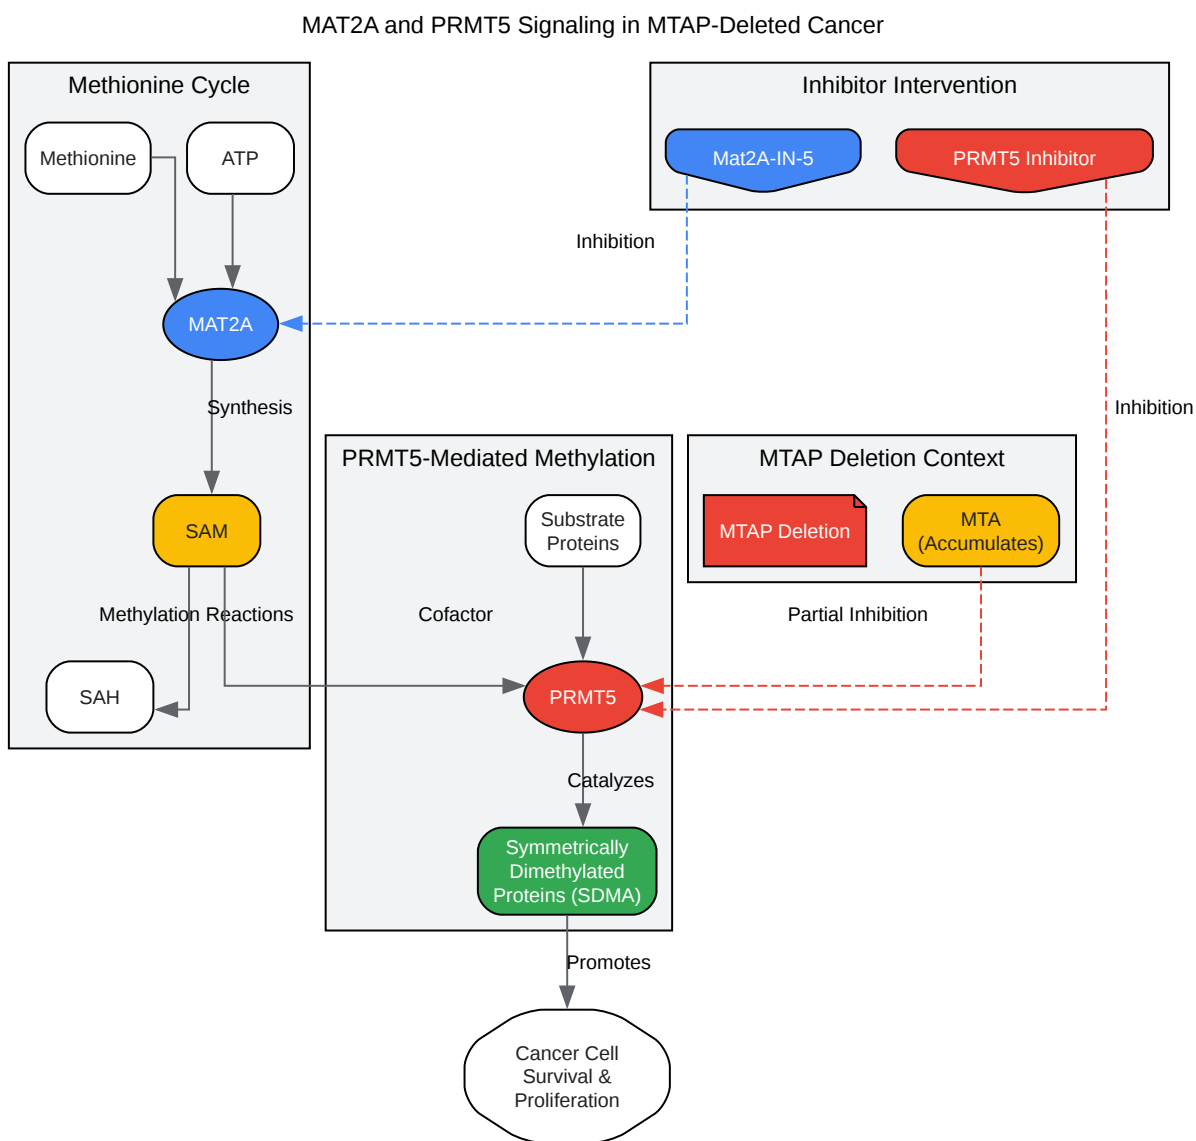 MAT2A and PRMT5 Signaling in MTAP-Deleted Cancer
Methionine Cycle
Inhibitor Intervention
Methionine
ATP
Mat2A-IN-5
PRMT5 Inhibitor
Inhibition
MAT2A
Synthesis
Inhibition
PRMT5-Mediated Methylation
MTAP Deletion Context
SAM
Substrate
Proteins
MTAP Deletion
MTA
(Accumulates)
Methylation Reactions
Cofactor
Partial Inhibition
SAH
PRMT5
Catalyzes
Symmetrically
Dimethylated
Proteins (SDMA)
Promotes
Cancer Cell
Survival &
Proliferation